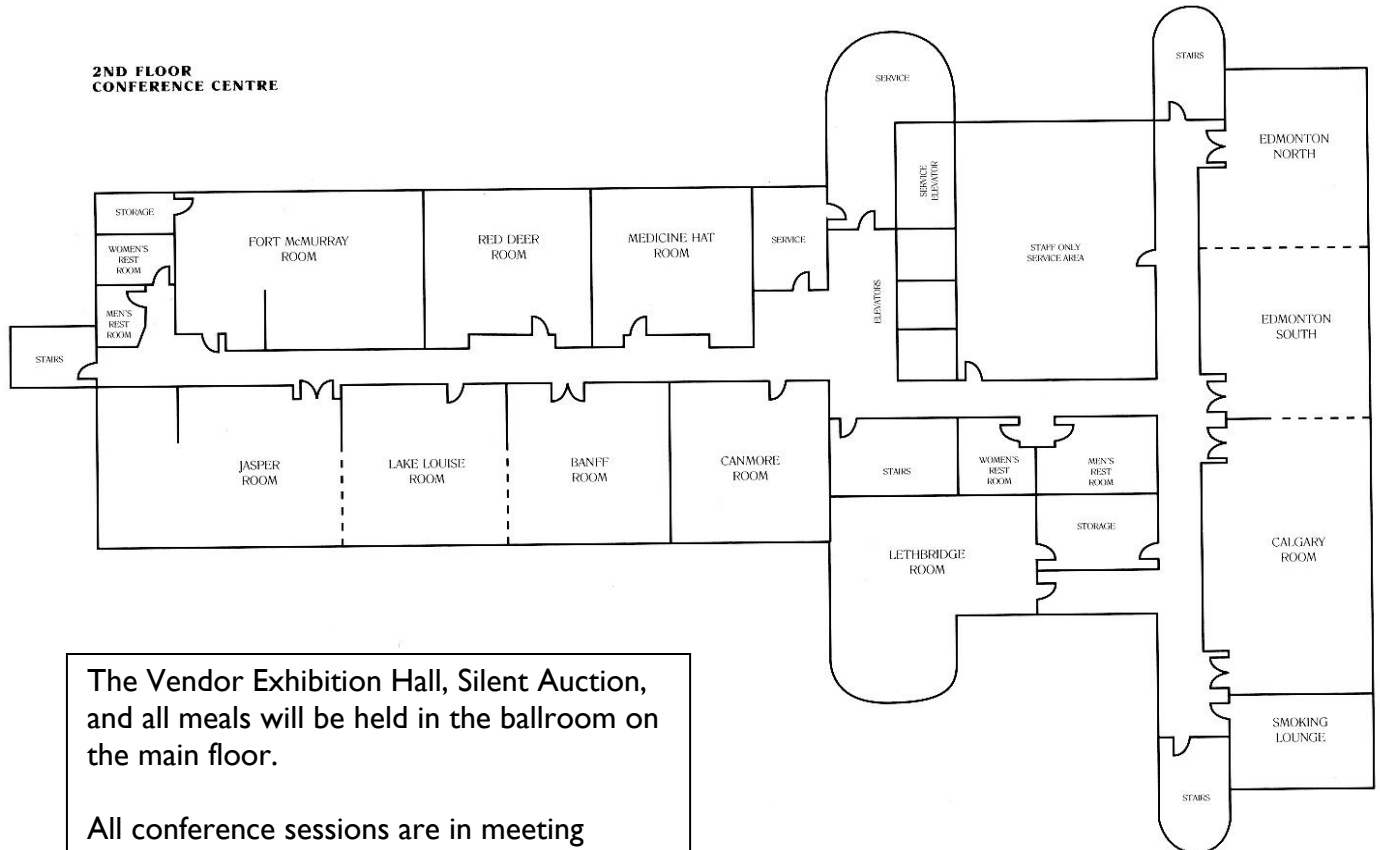 2ND FLOOR
CONFERENCE CENTRE
STAIRS
SERVICE
EDMONTON
NORTH
SERVICE
ELEVATOR
STORAGE
FORT McMURRAY
ROOM
RED DEER
ROOM
MEDICINE HAT
ROOM
SERVICE
STAFF ONLY
SERVICE AREA
WOMEN'S
REST
ROOM
ELEVATORS
MEN'S
REST
ROOM
EDMONTON
SOUTH
STAIRS
JASPER
ROOM
LAKE LOUISE
ROOM
BANFF
ROOM
CANMORE
ROOM
STAIRS
WOMEN'S
REST
ROOM
MEN'S
REST
ROOM
STORAGE
LETHBRIDGE
ROOM
CALGARY
ROOM
SMOKING
LOUNGE
STAIRS
The Vendor Exhibition Hall, Silent Auction,
and all meals will be held in the ballroom on
the main floor.
All conference sessions are in meeting